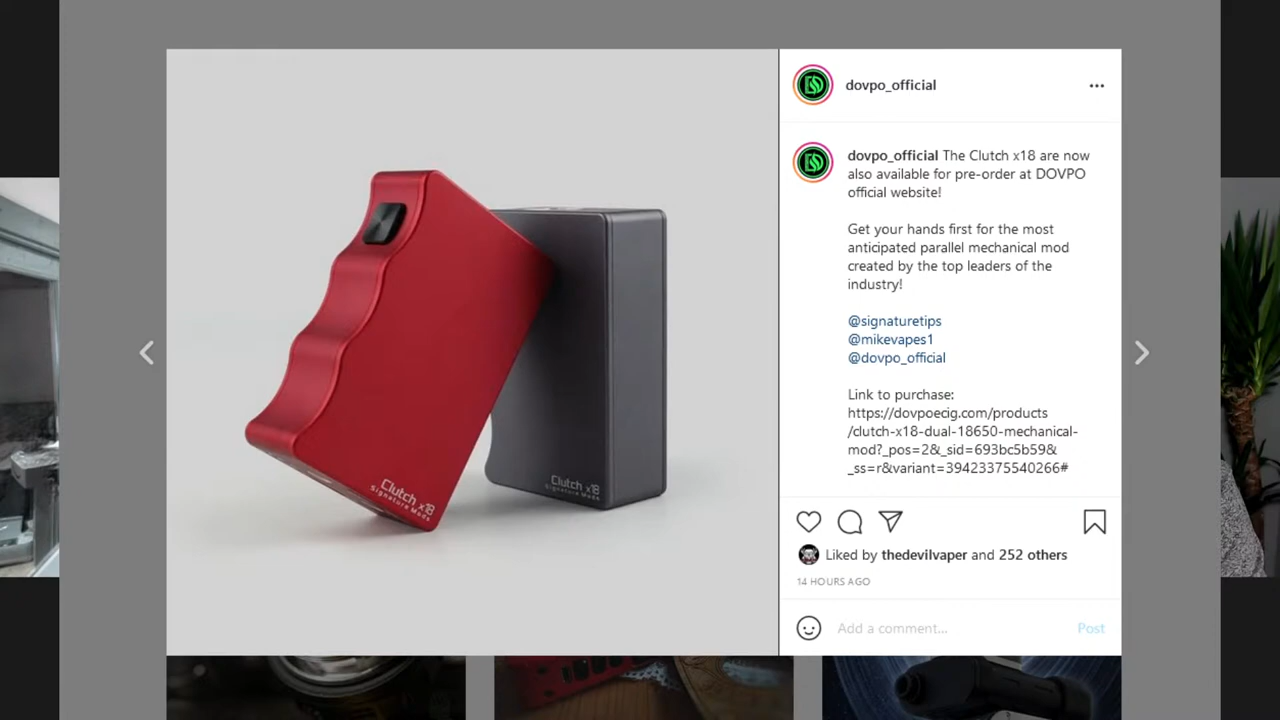 dovpo_official
dovpo_official The Clutch x18 are now
also available for pre-order at DOVPO
official website!
Get your hands first for the most
anticipated parallel mechanical mod
created by the top leaders of the
industry!
@signaturetips
@mikevapes1
@dovpo_official
Link to purchase:
https://dovpoecig.com/products
/clutch-x18-dual-18650-mechanical-
mod?_pos=2&_sid=693bc5b59&
_ss=r&variant=39423375540266#
Liked by thedevilvaper and 252 others
14 HOURS AGO
Add a comment... Post
Clutch x18
Signature Mods
Clutch x18
Signature Mods